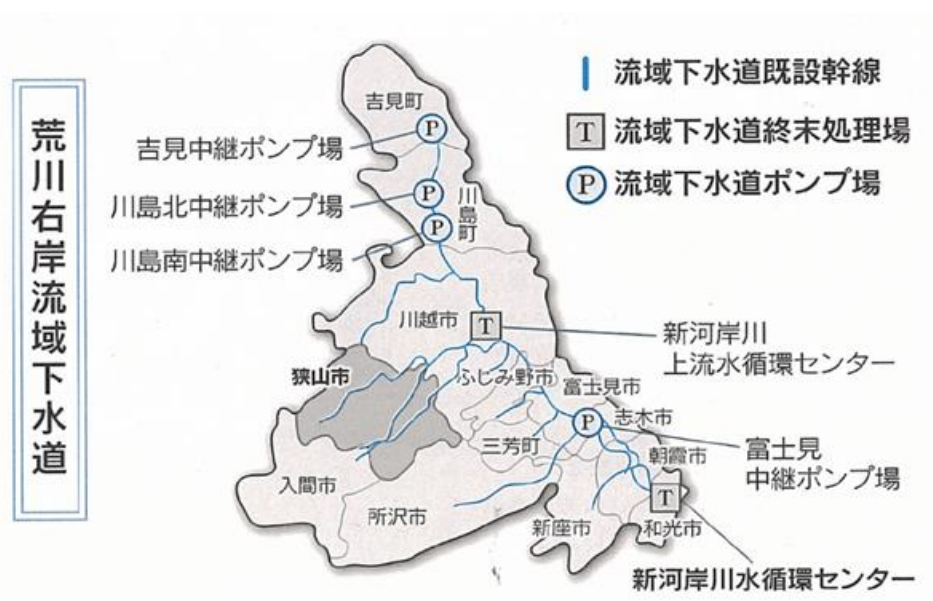 荒川右岸流域下水道
流域下水道既設幹線
T 流域下水道終末処理場
P 流域下水道ポンプ場
吉見町
P
吉見中継ポンプ場
川島北中継ポンプ場
P
川島町
川島南中継ポンプ場
P
川越市
T
新河岸川
上流水循環センター
狭山市
ふじみ野市
富士見市
P
志木市
三芳町
富士見
中継ポンプ場
朝霞市
入間市
T
所沢市
新座市
和光市
新河岸川水循環センター